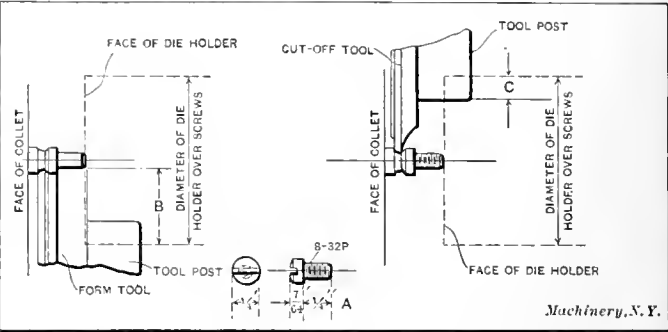 FACE OF DIE HOLDER
FACE OF COLLET
DIAMETER OF DIE
HOLDER OVER SCREWS
B
TOOL POST
FORM TOOL
CUT-OFF TOOL
TOOL POST
C
FACE OF COLLET
DIAMETER OF DIE
HOLDER OVER SCREWS
FACE OF DIE HOLDER
8-32P
1/4"
7/64"
1/4"
A
Machinery, N. Y.